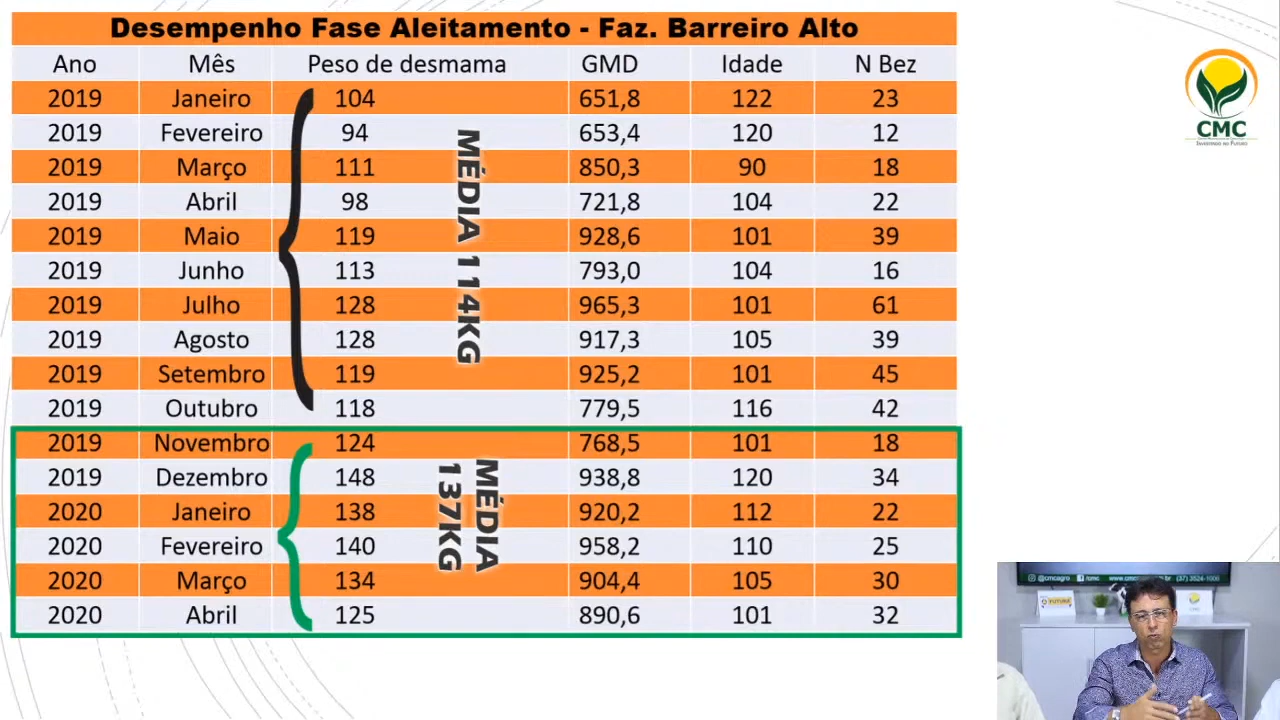 Desempenho Fase Aleitamento - Faz. Barreiro Alto
Ano Mês Peso de desmama GMD Idade N Bez
2019 Janeiro 104 651,8 122 23
2019 Fevereiro 94 653,4 120 12
2019 Março 111 850,3 90 18
2019 Abril 98 721,8 104 22
2019 Maio 119 928,6 101 39
2019 Junho 113 793,0 104 16
2019 Julho 128 965,3 101 61
2019 Agosto 128 917,3 105 39
2019 Setembro 119 925,2 101 45
2019 Outubro 118 779,5 116 42
MÉDIA 114KG
2019 Novembro 124 768,5 101 18
2019 Dezembro 148 938,8 120 34
2020 Janeiro 138 920,2 112 22
2020 Fevereiro 140 958,2 110 25
2020 Março 134 904,4 105 30
2020 Abril 125 890,6 101 32
MÉDIA
137KG
CMC
Investindo no Futuro
@cmcagro /cmc